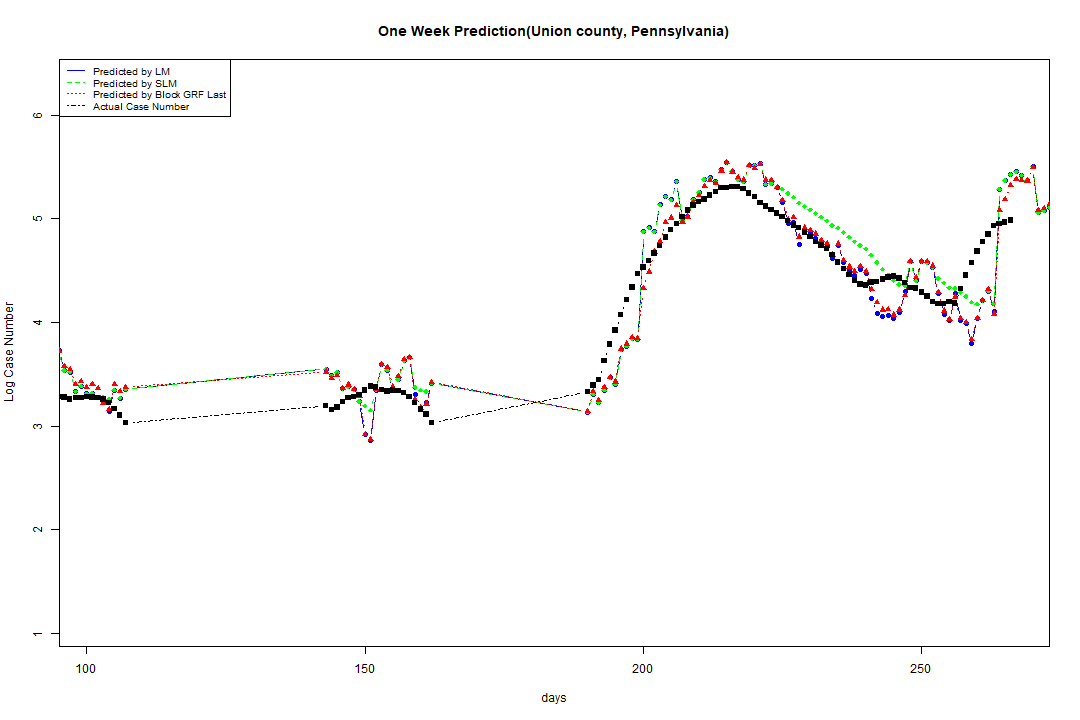 One Week Prediction(Union county, Pennsylvania)
Predicted by LM
Predicted by SLM
Predicted by Block GRF Last
Actual Case Number
Log Case Number
6
5
4
3
2
1
100 150 200 250
days